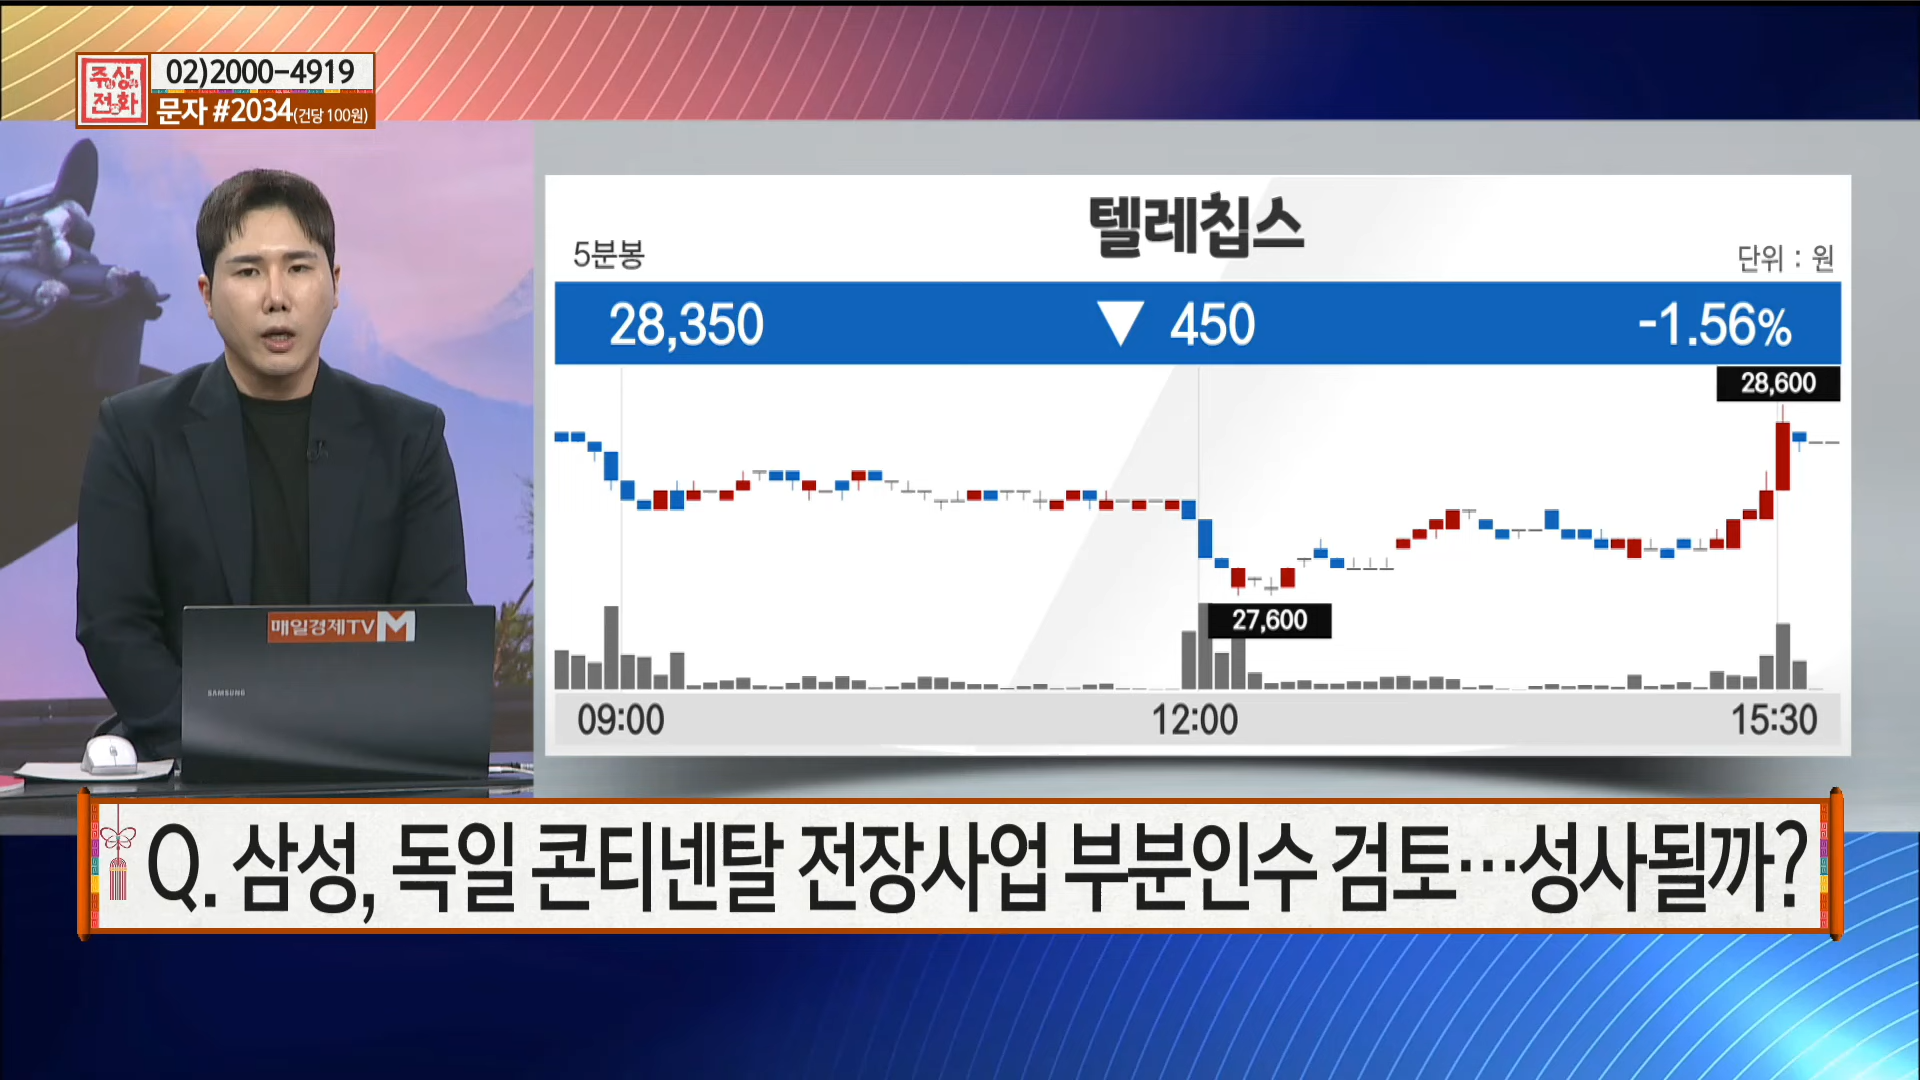 주상
전화
02)2000-4919
문자 #2034(건당 100원)
텔레칩스
5분봉
단위 : 원
28,350 ▼ 450 -1.56%
28,600
27,600
09:00 12:00 15:30
매일경제TV M
SAMSUNG
Q. 삼성, 독일 콘티넨탈 전장사업 부분인수 검토…성사될까?